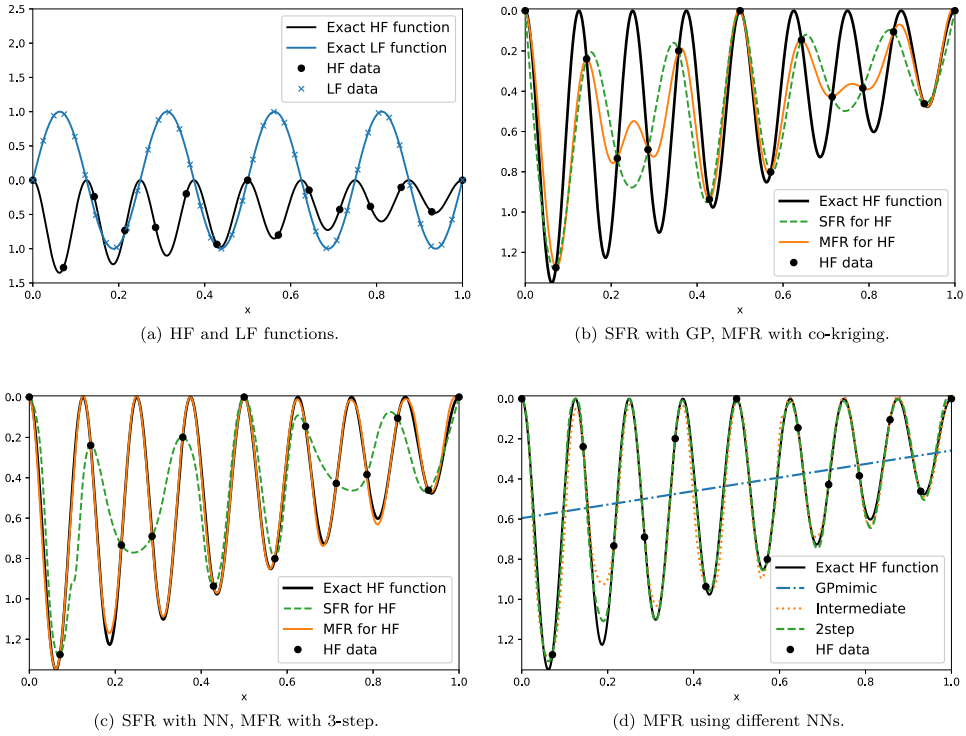 2.5
2.0
1.5
1.0
0.5
0.0
0.5
1.0
1.5
0.0 0.2 0.4 0.6 0.8 1.0
x
Exact HF function
Exact LF function
HF data
LF data
(a) HF and LF functions.
0.0
0.2
0.4
0.6
0.8
1.0
1.2
0.0 0.2 0.4 0.6 0.8 1.0
x
Exact HF function
SFR for HF
MFR for HF
HF data
(b) SFR with GP, MFR with co-kriging.
0.0
0.2
0.4
0.6
0.8
1.0
1.2
0.0 0.2 0.4 0.6 0.8 1.0
x
Exact HF function
SFR for HF
MFR for HF
HF data
(c) SFR with NN, MFR with 3-step.
0.0
0.2
0.4
0.6
0.8
1.0
1.2
0.0 0.2 0.4 0.6 0.8 1.0
x
Exact HF function
GPmimic
Intermediate
2step
HF data
(d) MFR using different NNs.